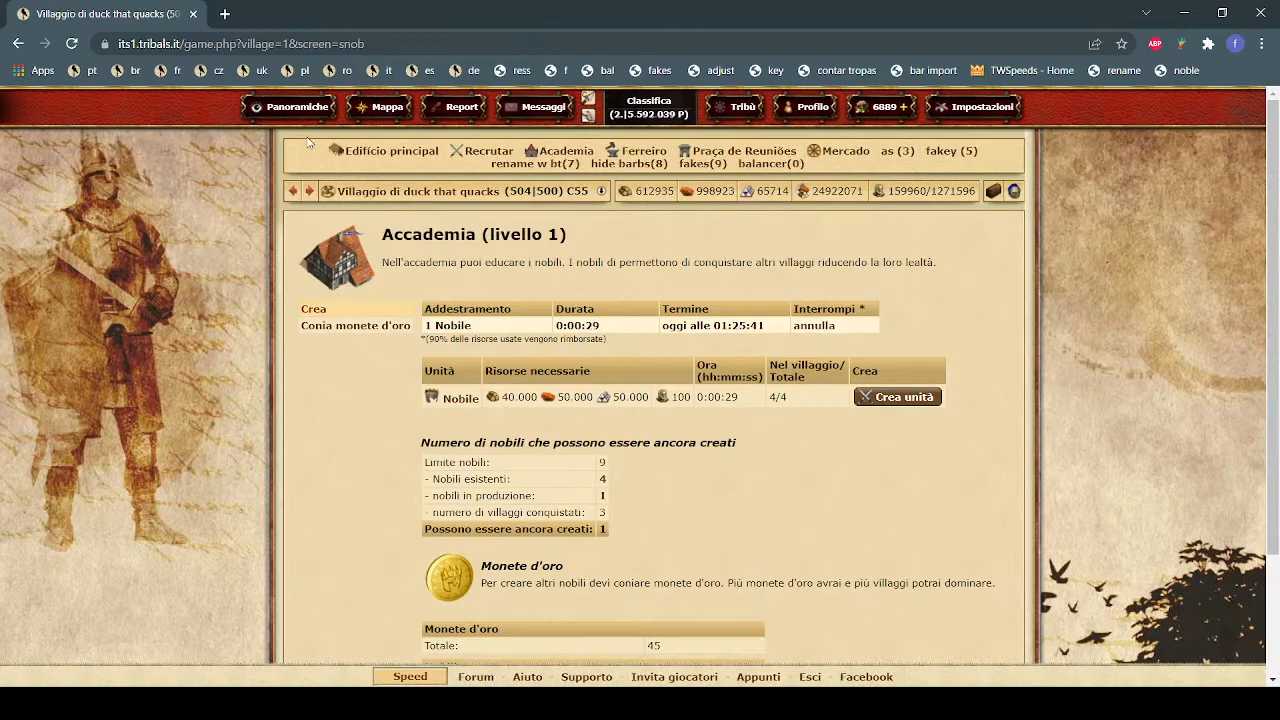 Villaggio di duck that quacks (50
its1.tribals.it/game.php?village=1&screen=snob
ABP f
Apps pt br fr cz uk pl ro it es de ress f bal fakes adjust key contar tropas bar import TWSpeeds - Home rename noble
Panoramiche Mappa Report Messaggi Classifica Tribù Profilo 6889 + Impostazioni
(2.|5.592.039 P)
Edificio principal Recrutar Academia Ferreiro Praça de Reuniões Mercado as (3) fakey (5)
rename w bt(7) hide barbs(8) fakes(9) balancer(0)
Villaggio di duck that quacks (504|500) C55 612935 998923 65714 24922071 159960/1271596
Accademia (livello 1)
Nell'accademia puoi educare i nobili. I nobili di permettono di conquistare altri villaggi riducendo la loro lealtà.
Crea Addestramento Durata Termine Interrompi *
Conia monete d'oro 1 Nobile 0:00:29 oggi alle 01:25:41 annulla
*(90% delle risorse usate vengono rimborsate)
Unità Risorse necessarie Ora (hh:mm:ss) Nel villaggio/ Totale Crea
Nobile 40.000 50.000 50.000 100 0:00:29 4/4 Crea unità
Numero di nobili che possono essere ancora creati
Limite nobili: 9
- Nobili esistenti: 4
- nobili in produzione: 1
- numero di villaggi conquistati: 3
Possono essere ancora creati: 1
Monete d'oro
Per creare altri nobili devi coniare monete d'oro. Più monete d'oro avrai e più villaggi potrai dominare.
Monete d'oro
Totale: 45
Speed Forum - Aiuto - Supporto - Invita giocatori - Appunti - Esci - Facebook